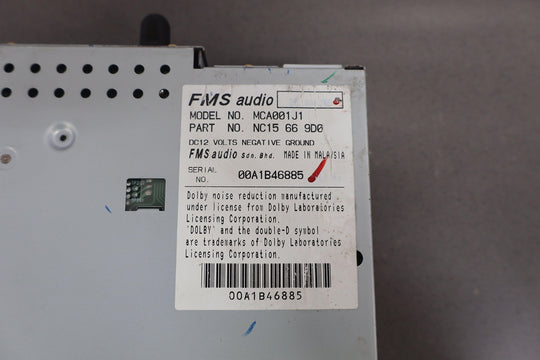 FMS audio
MODEL NO. MCA001J1
PART NO. NC15 66 9D0
DC12 VOLTS NEGATIVE GROUND
FMS audio Sdn. Bhd. MADE IN MALAYSIA
SERIAL NO. 00A1B46885
Dolby noise reduction manufactured
under license from Dolby Laboratories
Licensing Corporation.
'DOLBY' and the double-D symbol
are trademarks of Dolby Laboratories
Licensing Corporation.
00A1B46885